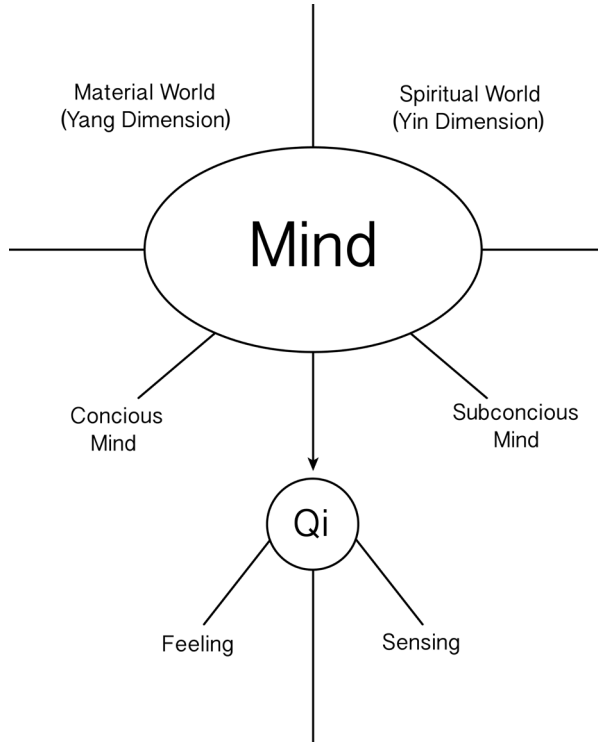 Material World
(Yang Dimension)
Spiritual World
(Yin Dimension)
Mind
Concious
Mind
Subconcious
Mind
Qi
Feeling
Sensing